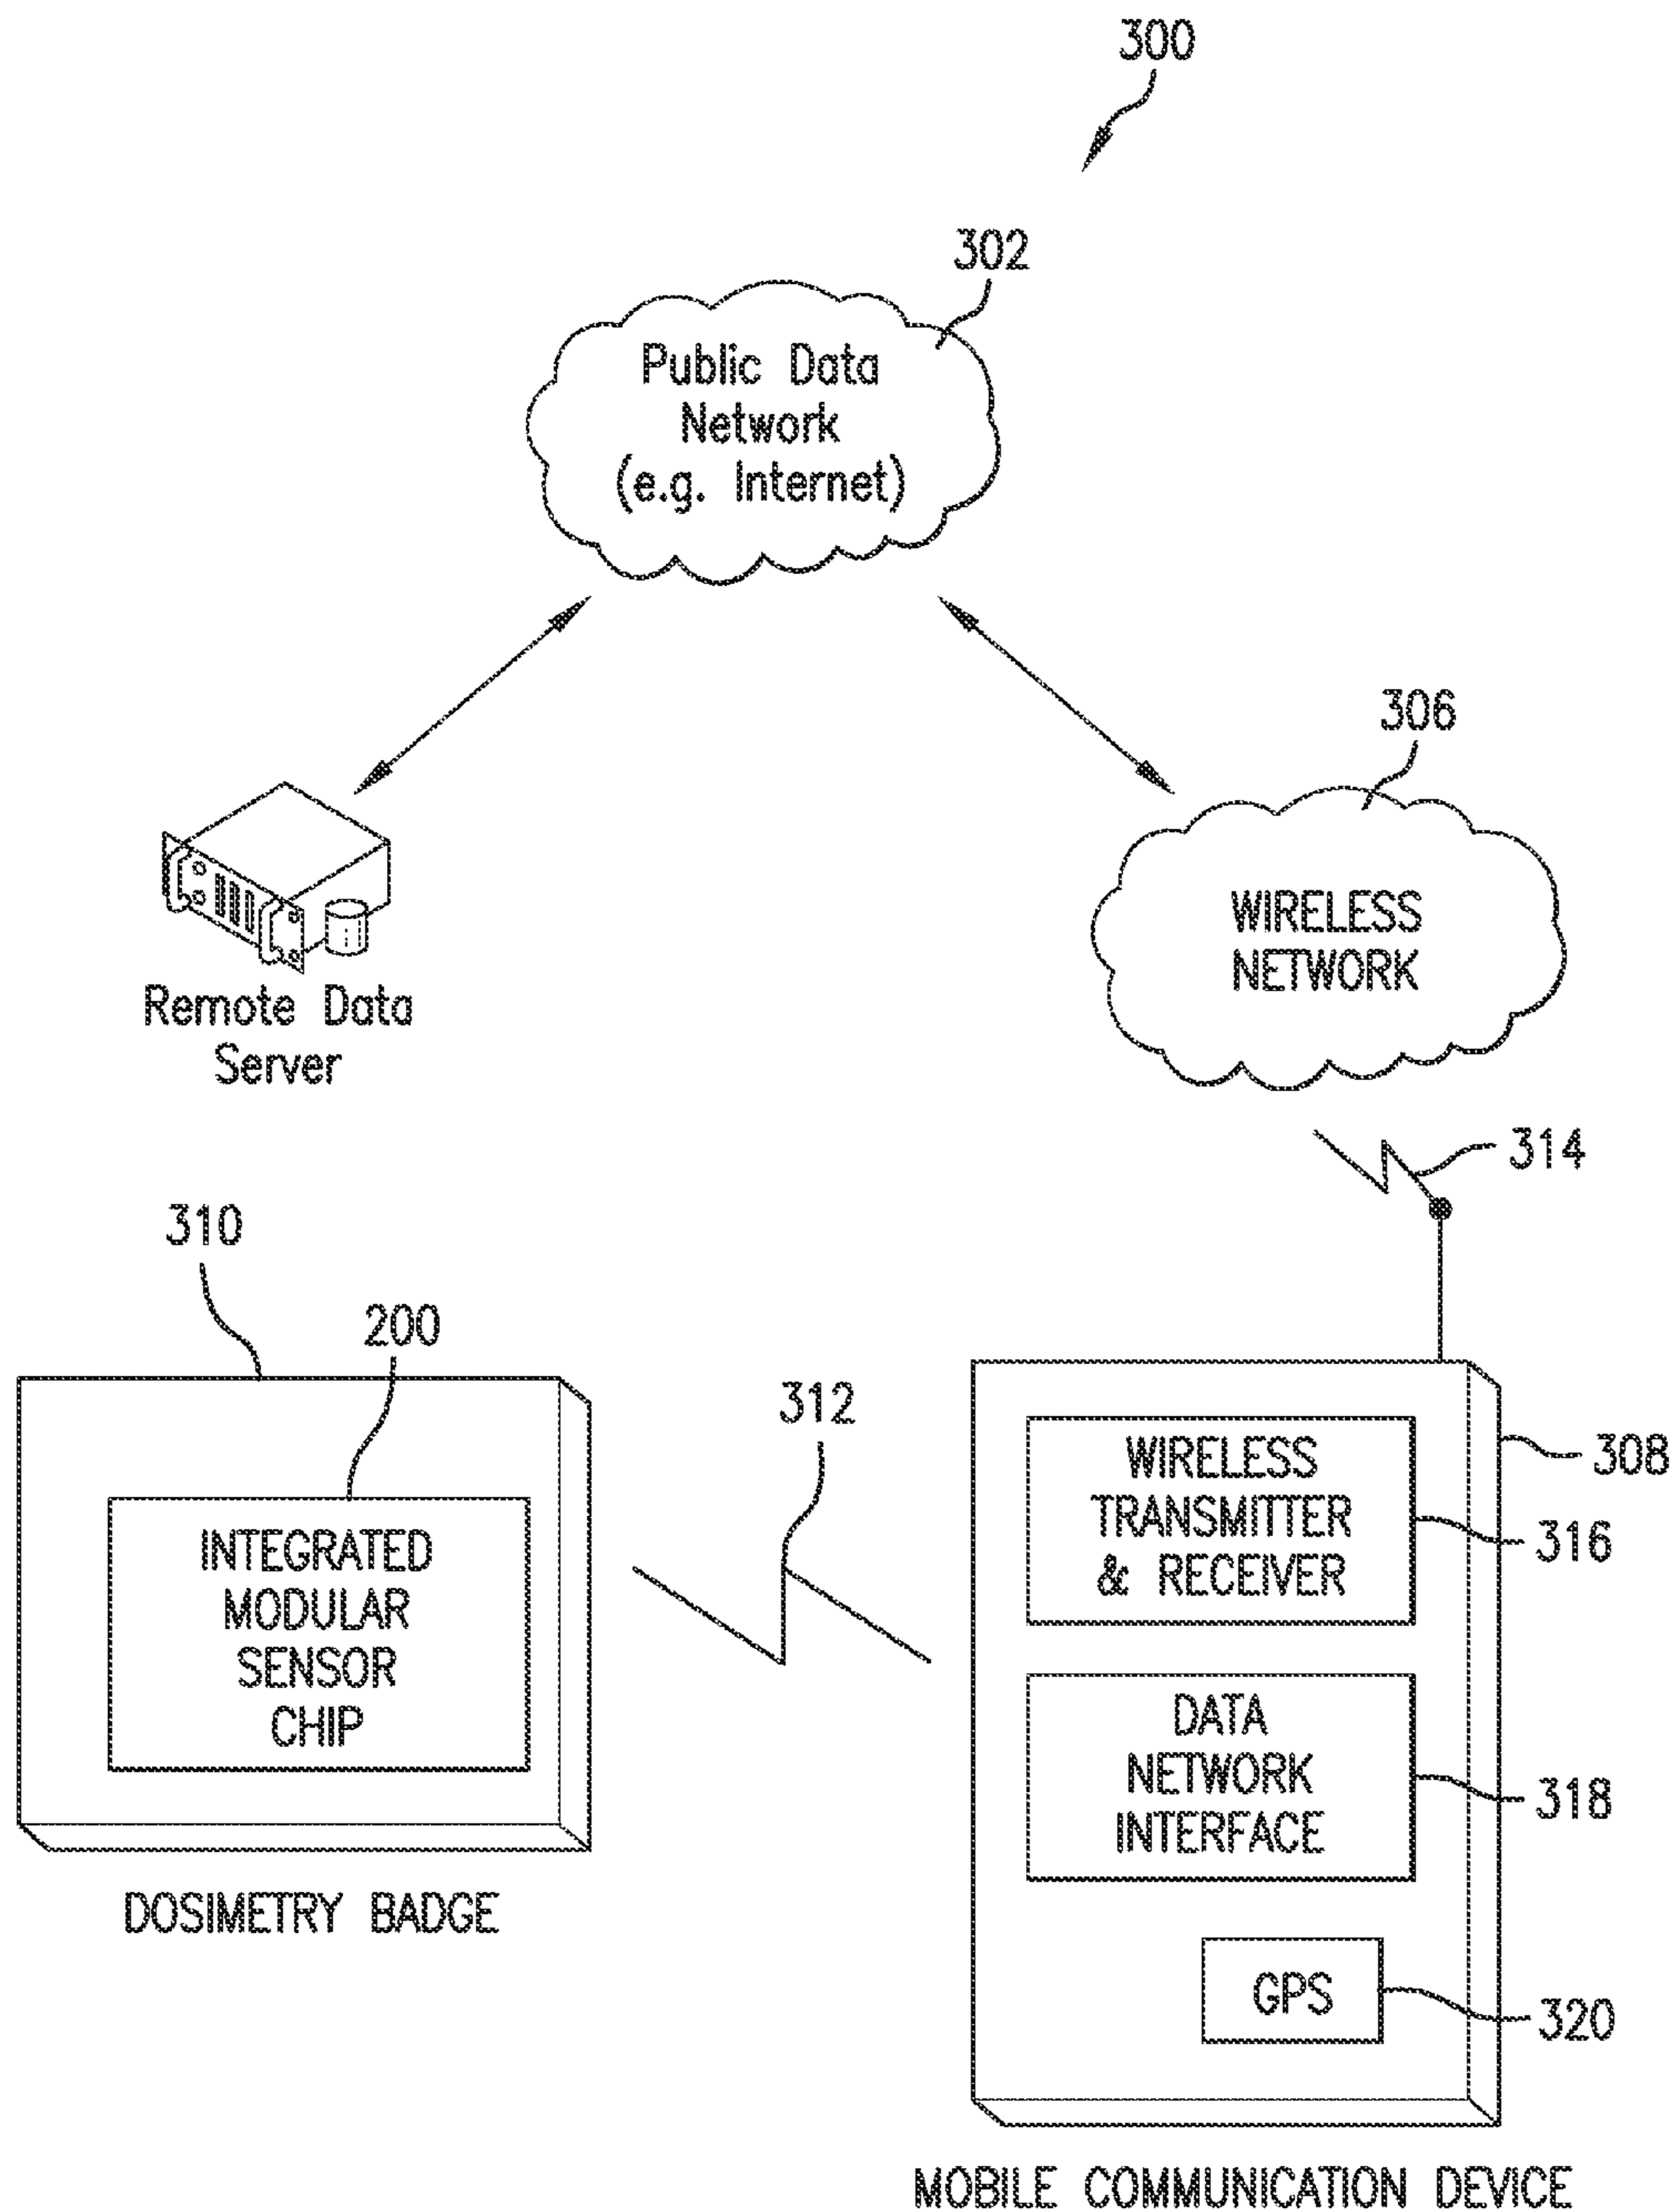 300
302
Public Data
Network
(e.g. Internet)
306
WIRELESS
NETWORK
Remote Data
Server
314
310
200
INTEGRATED
MODULAR
SENSOR
CHIP
DOSIMETRY BADGE
312
308
WIRELESS
TRANSMITTER
& RECEIVER
316
DATA
NETWORK
INTERFACE
318
GPS
320
MOBILE COMMUNICATION DEVICE